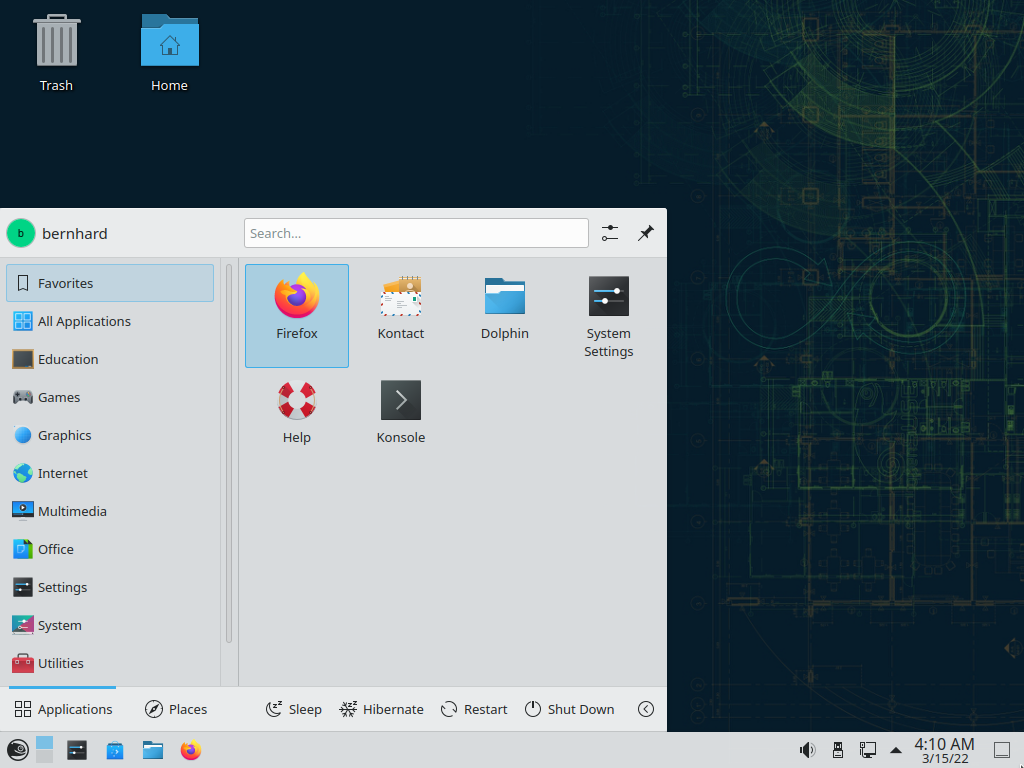 Trash
Home
b
bernhard
Search...
Favorites
All Applications
Education
Games
Graphics
Internet
Multimedia
Office
Settings
System
Utilities
Firefox
Kontact
Dolphin
System
Settings
Help
Konsole
Applications
Places
Sleep
Hibernate
Restart
Shut Down
4:10 AM
3/15/22